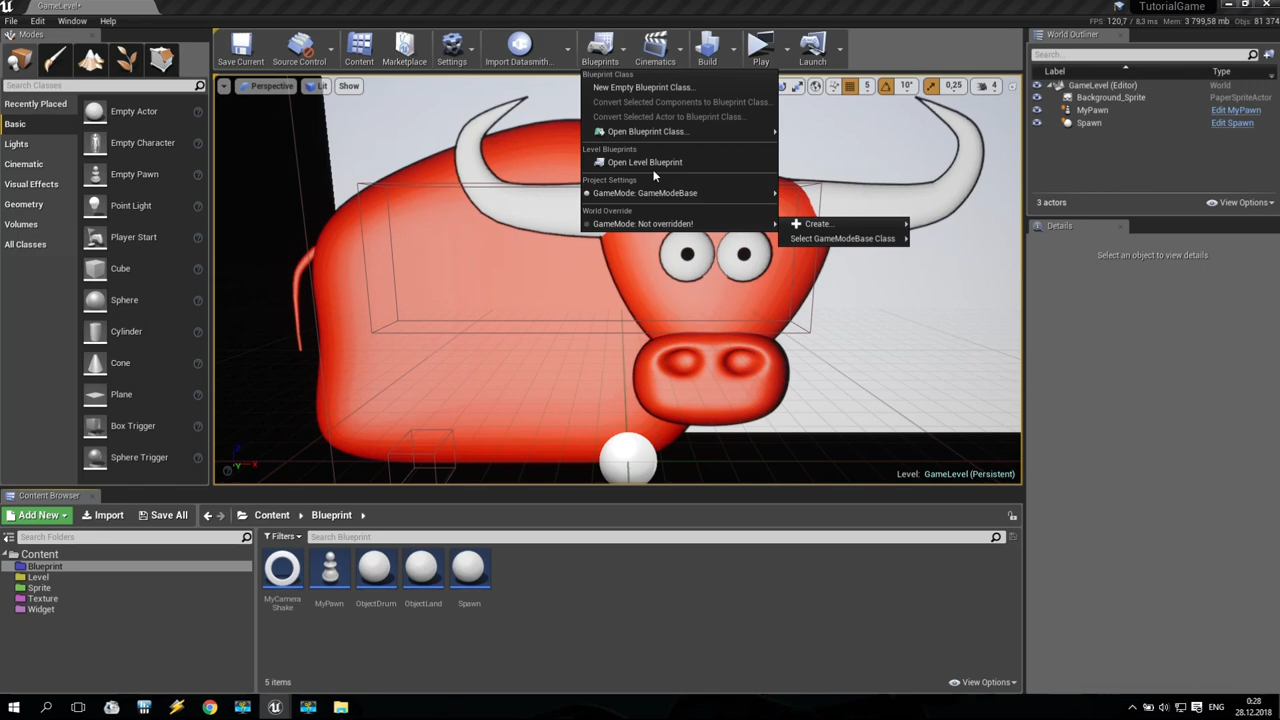 GameLevel*
TutorialGame
File Edit Window Help
FPS: 120,7 / 8,3 ms Mem: 3 799,58 mb Objs: 81 374
Modes
Search Classes
Recently Placed
Basic
Lights
Cinematic
Visual Effects
Geometry
Volumes
All Classes
Empty Actor
Empty Character
Empty Pawn
Point Light
Player Start
Cube
Sphere
Cylinder
Cone
Plane
Box Trigger
Sphere Trigger
Save Current
Source Control
Content
Marketplace
Settings
Import Datasmith...
Blueprints
Cinematics
Build
Play
Launch
Perspective
Lit
Show
5
10°
0,25
4
Blueprint Class
New Empty Blueprint Class...
Convert Selected Components to Blueprint Class...
Convert Selected Actor to Blueprint Class...
Open Blueprint Class...
Level Blueprints
Open Level Blueprint
Project Settings
GameMode: GameModeBase
World Override
GameMode: Not overridden!
Create...
Select GameModeBase Class
Z
Y
X
Level: GameLevel (Persistent)
World Outliner
Search...
Label Type
GameLevel (Editor) World
Background_Sprite PaperSpriteActor
MyPawn Edit MyPawn
Spawn Edit Spawn
3 actors
View Options
Details
Select an object to view details
Content Browser
Add New
Import
Save All
Content
Blueprint
Search Folders
Filters
Search Blueprint
Content
Blueprint
Level
Sprite
Texture
Widget
MyCamera
Shake
MyPawn
ObjectDrum
ObjectLand
Spawn
5 items
View Options
ENG
0:28
28.12.2018